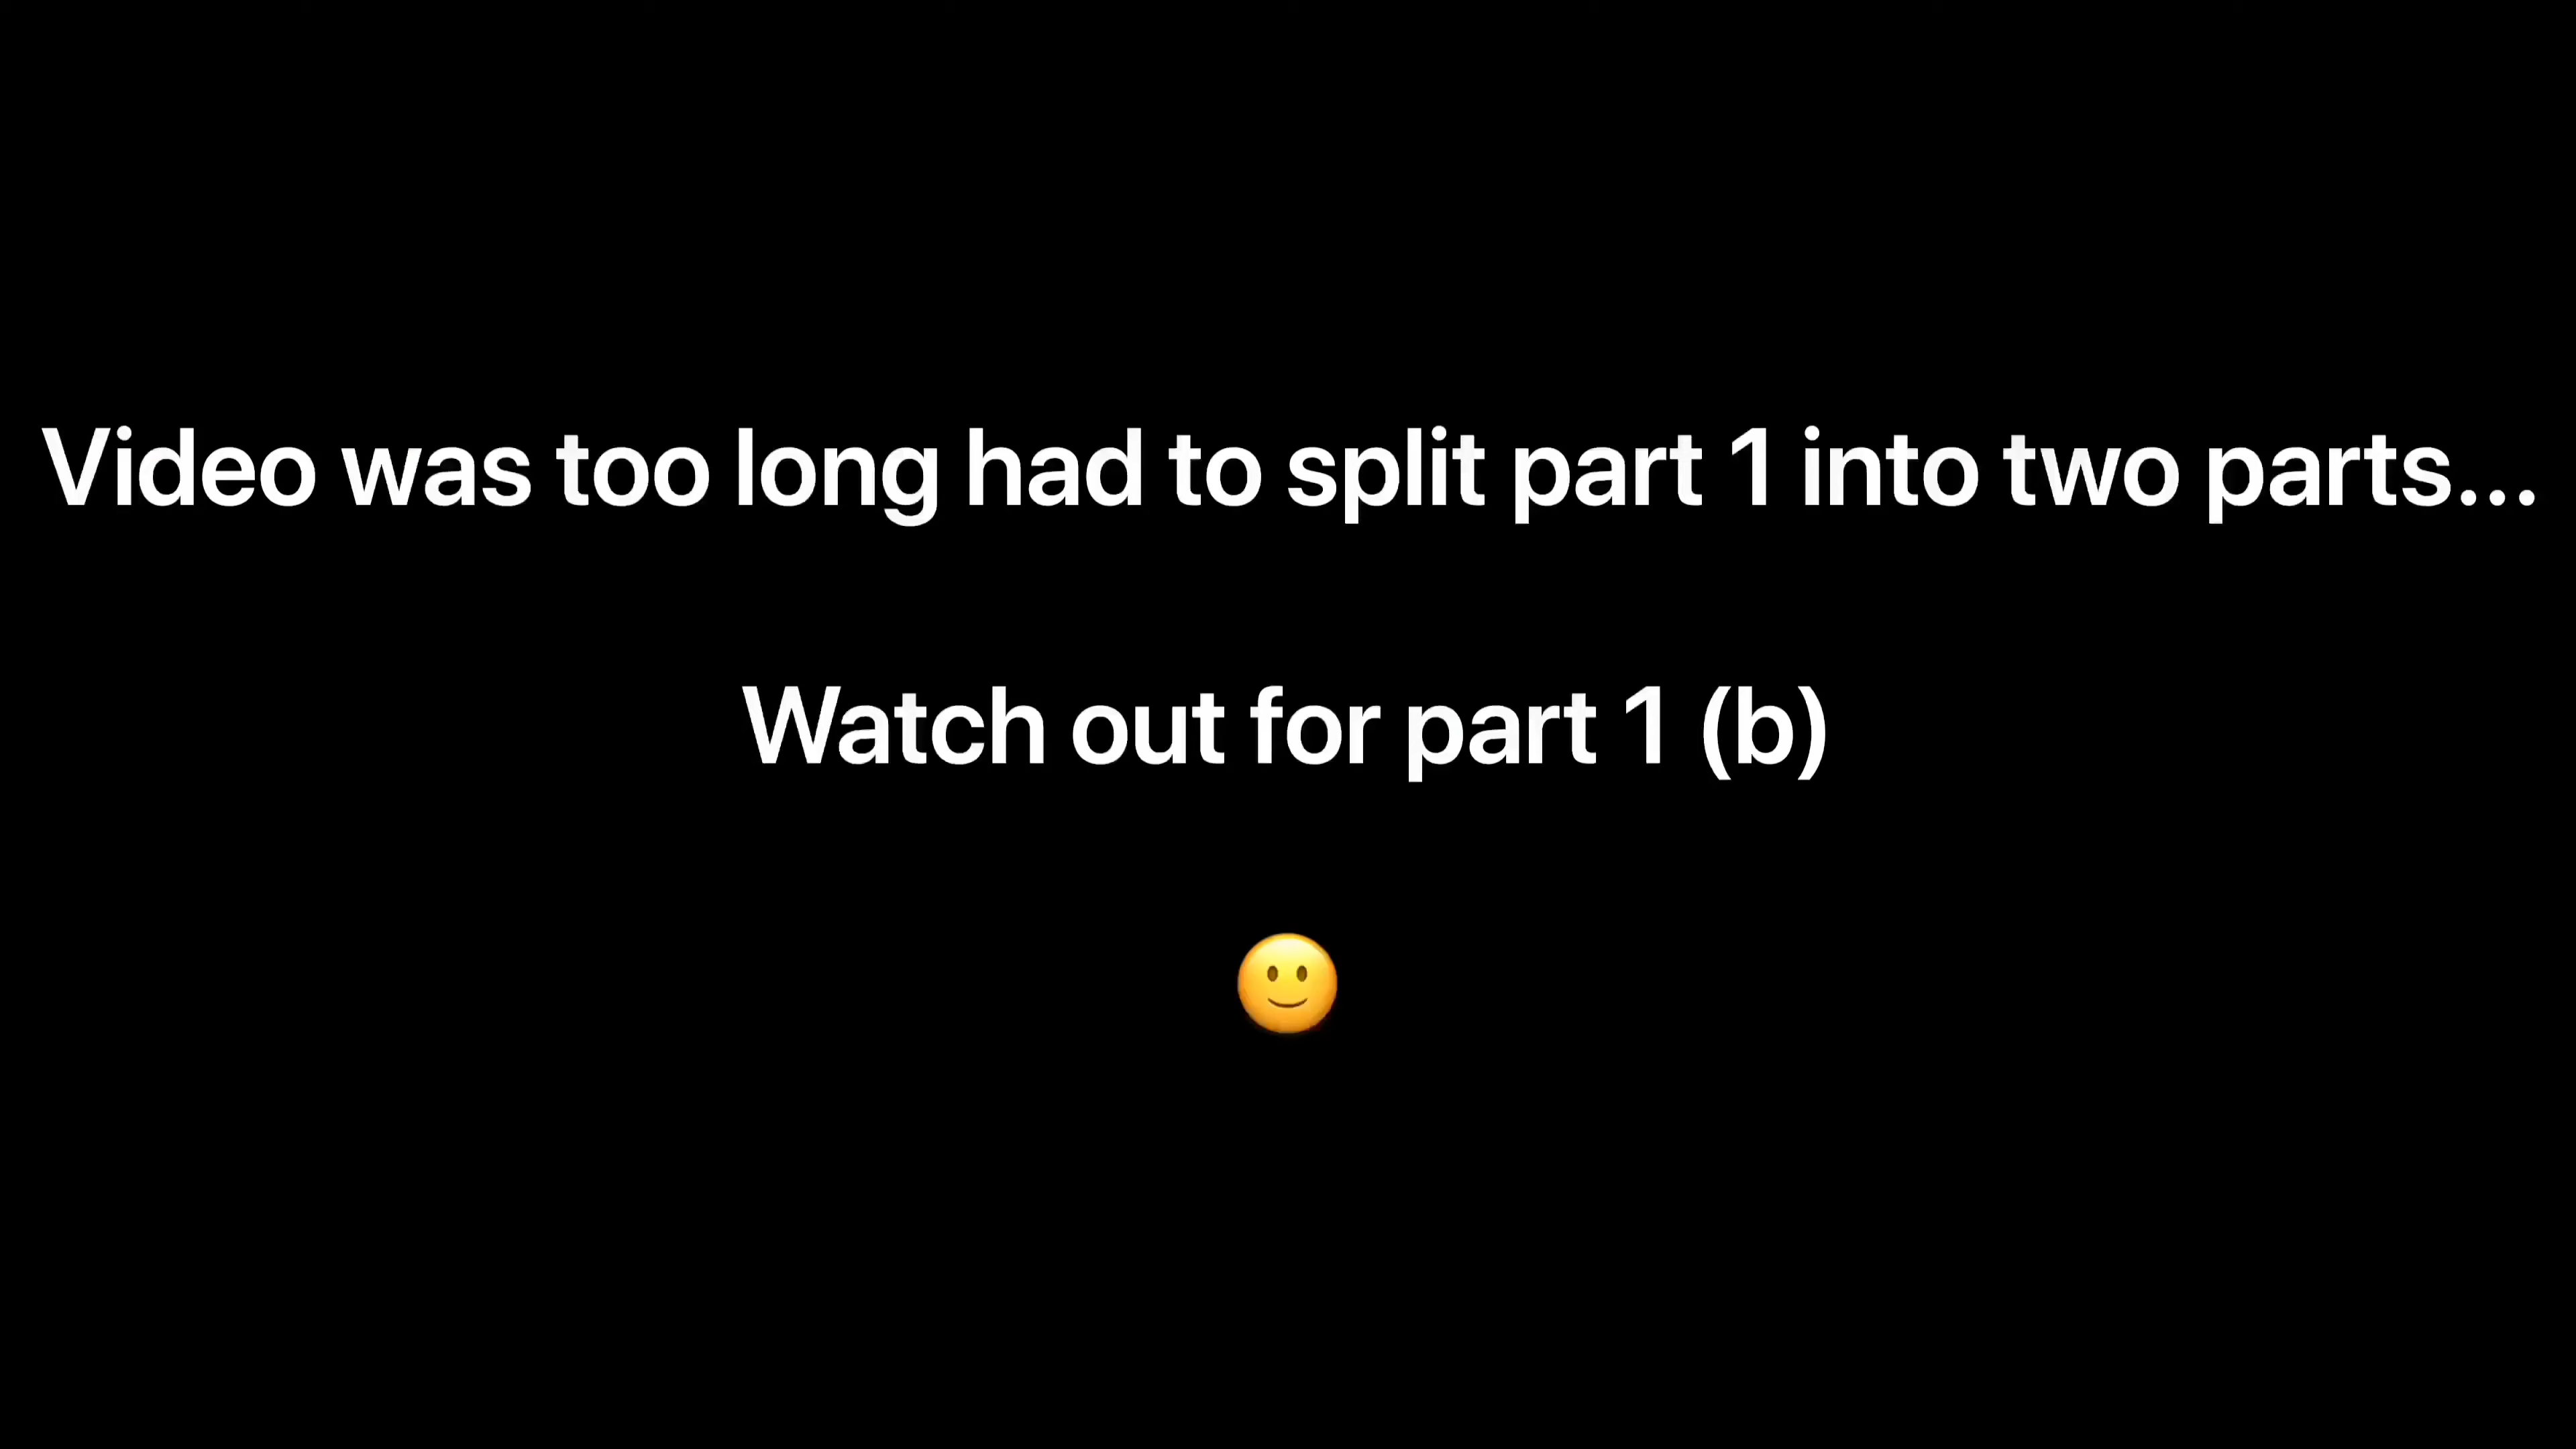 Video was too long had to split part 1 into two parts...
Watch out for part 1 (b)
🙂